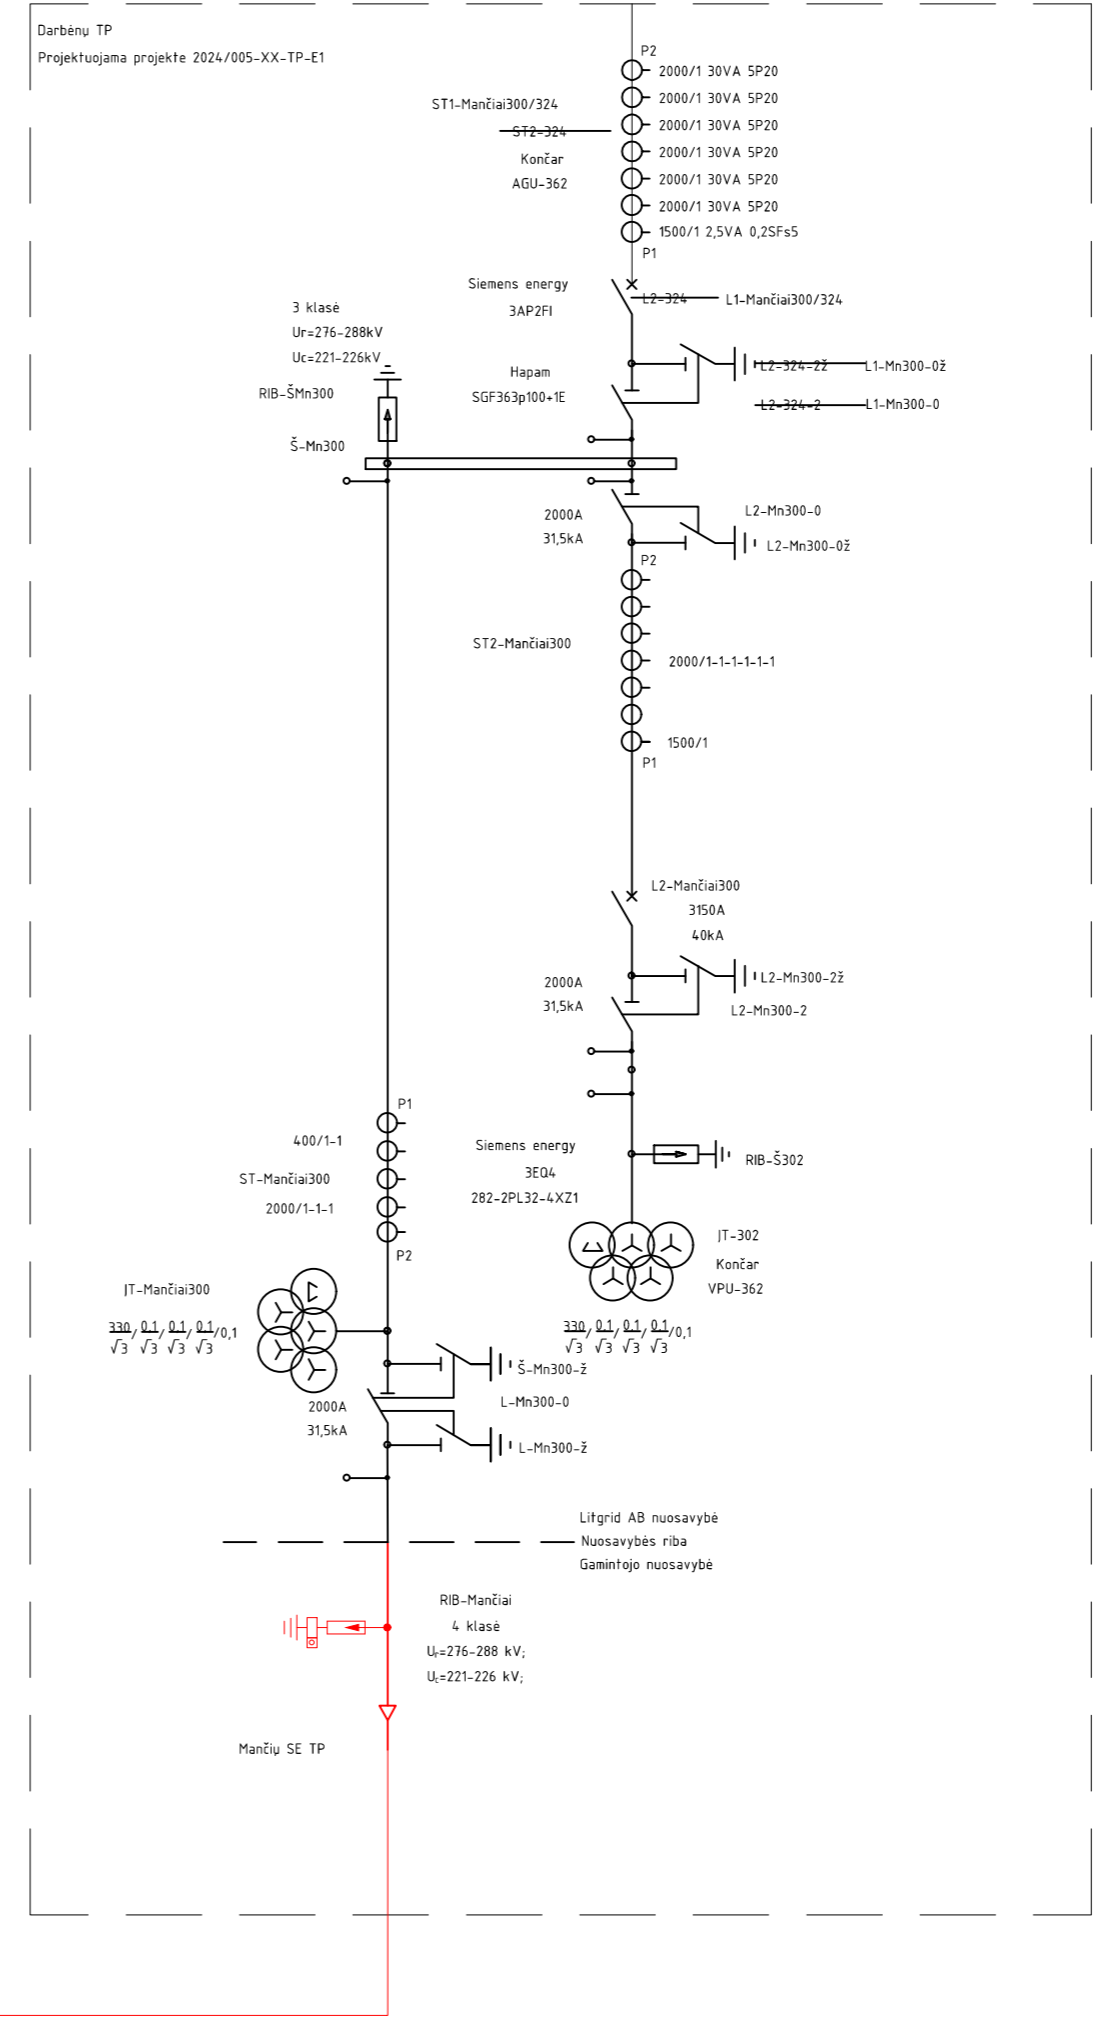 Darbėnų TP
Projektuojama projekte 2024/005-XX-TP-E1
P2
2000/1 30VA 5P20
2000/1 30VA 5P20
2000/1 30VA 5P20
2000/1 30VA 5P20
2000/1 30VA 5P20
2000/1 30VA 5P20
1500/1 2,5VA 0,2SFs5
P1
ST1-Mančiai300/324
ST2-324
Končar
AGU-362
Siemens energy
3AP2FI
L2-324
L1-Mančiai300/324
3 klasė
Ur=276-288kV
Uc=221-226kV
RIB-ŠMn300
Š-Mn300
Hapam
SGF363p100+1E
L2-324-2ž
L1-Mn300-0ž
L2-324-2
L1-Mn300-0
2000A
31,5kA
L2-Mn300-0
L2-Mn300-0ž
P2
ST2-Mančiai300
2000/1-1-1-1-1-1
1500/1
P1
L2-Mančiai300
3150A
40kA
2000A
31,5kA
L2-Mn300-2ž
L2-Mn300-2
P1
400/1-1
ST-Mančiai300
2000/1-1-1
P2
Siemens energy
3EQ4
282-2PL32-4XZ1
RIB-Š302
JT-302
Končar
VPU-362
330/√3/ 0.1/√3/ 0.1/√3/ 0.1/√3/0,1
JT-Mančiai300
330/√3/ 0.1/√3/ 0.1/√3/ 0.1/√3/0,1
Š-Mn300-ž
L-Mn300-0
2000A
31,5kA
L-Mn300-ž
Litgrid AB nuosavybė
Nuosavybės riba
Gamintojo nuosavybė
RIB-Mančiai
4 klasė
Ur=276-288 kV;
Uc=221-226 kV;
Mančių SE TP